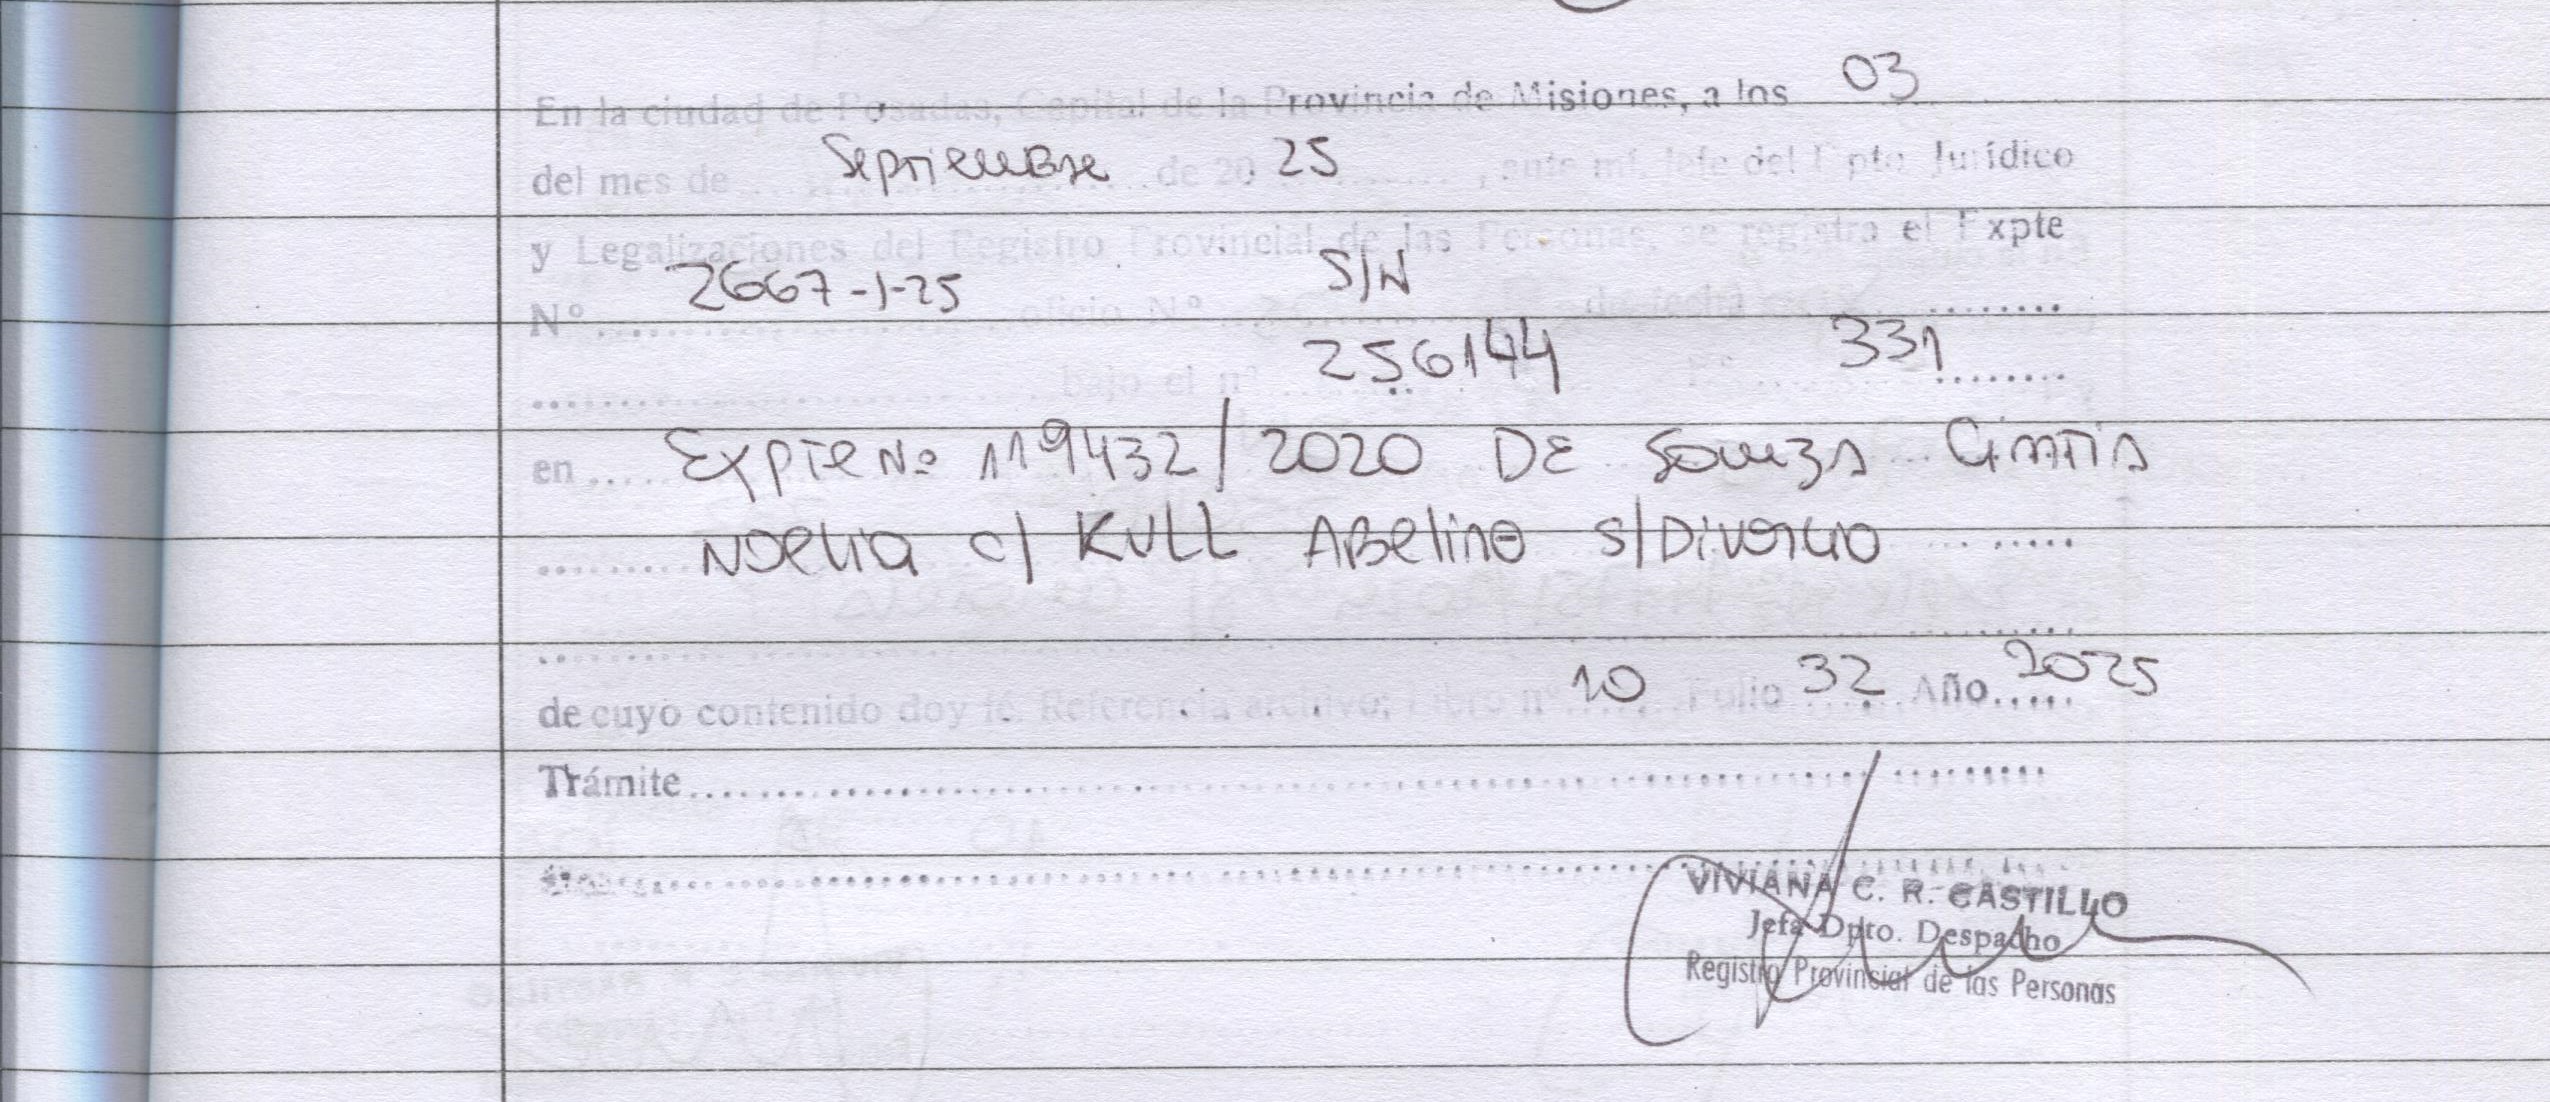 En la ciudad de Posadas, Capital de la Provincia de Misiones, a los 03
del mes de Septiembre de 20 25, ante mí Jefe del Dpto Jurídico
y Legalizaciones del Registro Provincial de las Personas, se registra el Expte
N° 2667-1-25 oficio N° S/N de fecha
bajo el n° 256144 F° 331
en Expte No 119432/2020 DE Souza Cintia
Noelia c/ KULL ABelino s/Divorcio
de cuyo contenido doy fé. Referencia archivo; Libro n° 10 Folio 32 Año 2025
Trámite
VIVIANA C. R. CASTILLO
Jefa Dpto. Despacho
Registro Provincial de las Personas